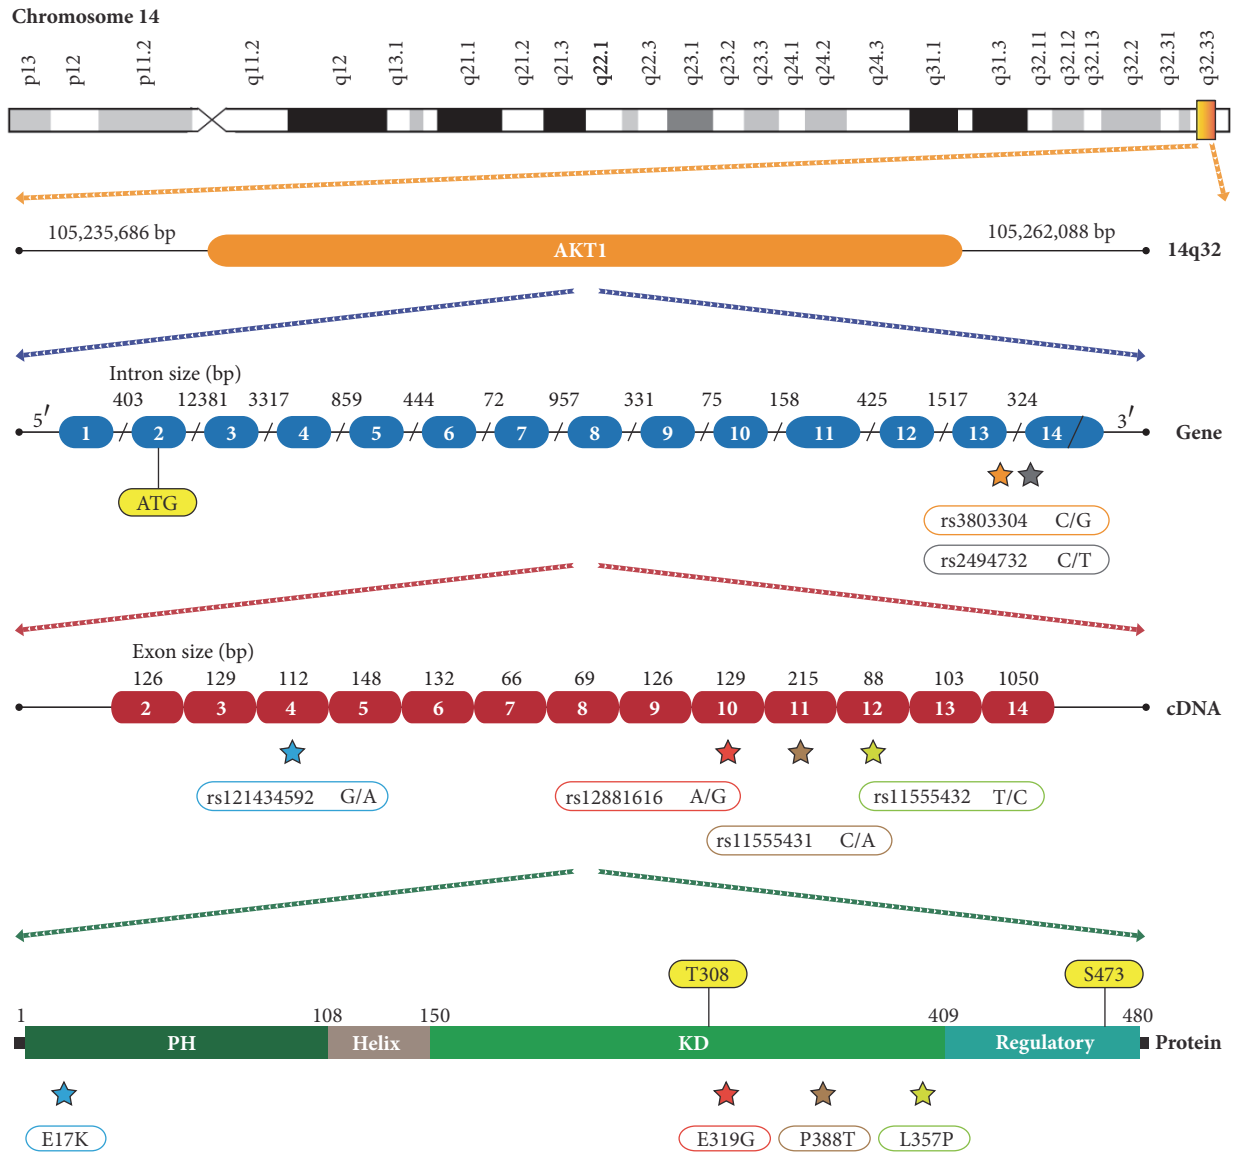 Chromosome 14
p13 p12 p11.2 q11.2 q12 q13.1 q21.1 q21.2 q21.3 q22.1 q22.3 q23.1 q23.2 q23.3 q24.1 q24.2 q24.3 q31.1 q31.3 q32.11 q32.12 q32.13 q32.2 q32.31 q32.33
105,235,686 bp AKT1 105,262,088 bp 14q32
Intron size (bp)
403 12381 3317 859 444 72 957 331 75 158 425 1517 324
5′ 1 2 3 4 5 6 7 8 9 10 11 12 13 14 3′ Gene
ATG
rs3803304 C/G
rs2494732 C/T
Exon size (bp)
126 129 112 148 132 66 69 126 129 215 88 103 1050
2 3 4 5 6 7 8 9 10 11 12 13 14 cDNA
rs121434592 G/A rs12881616 A/G rs11555432 T/C
rs11555431 C/A
T308 S473
1 108 150 409 480
PH Helix KD Regulatory Protein
E17K E319G P388T L357P